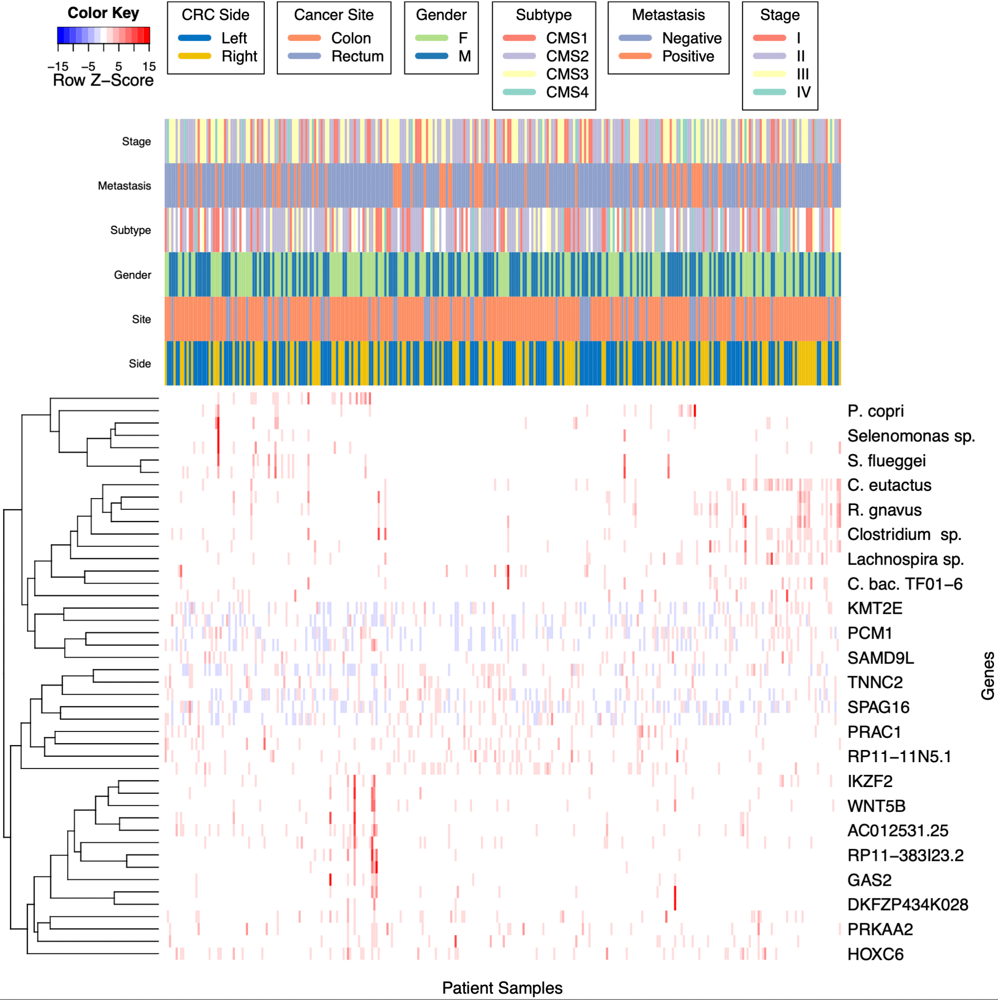 Color Key
−15 −5 5 15
Row Z−Score
CRC Side
Left
Right
Cancer Site
Colon
Rectum
Gender
F
M
Subtype
CMS1
CMS2
CMS3
CMS4
Metastasis
Negative
Positive
Stage
I
II
III
IV
Stage
Metastasis
Subtype
Gender
Site
Side
P. copri
Selenomonas sp.
S. flueggei
C. eutactus
R. gnavus
Clostridium sp.
Lachnospira sp.
C. bac. TF01−6
KMT2E
PCM1
SAMD9L
TNNC2
SPAG16
PRAC1
RP11−11N5.1
IKZF2
WNT5B
AC012531.25
RP11−383I23.2
GAS2
DKFZP434K028
PRKAA2
HOXC6
Genes
Patient Samples